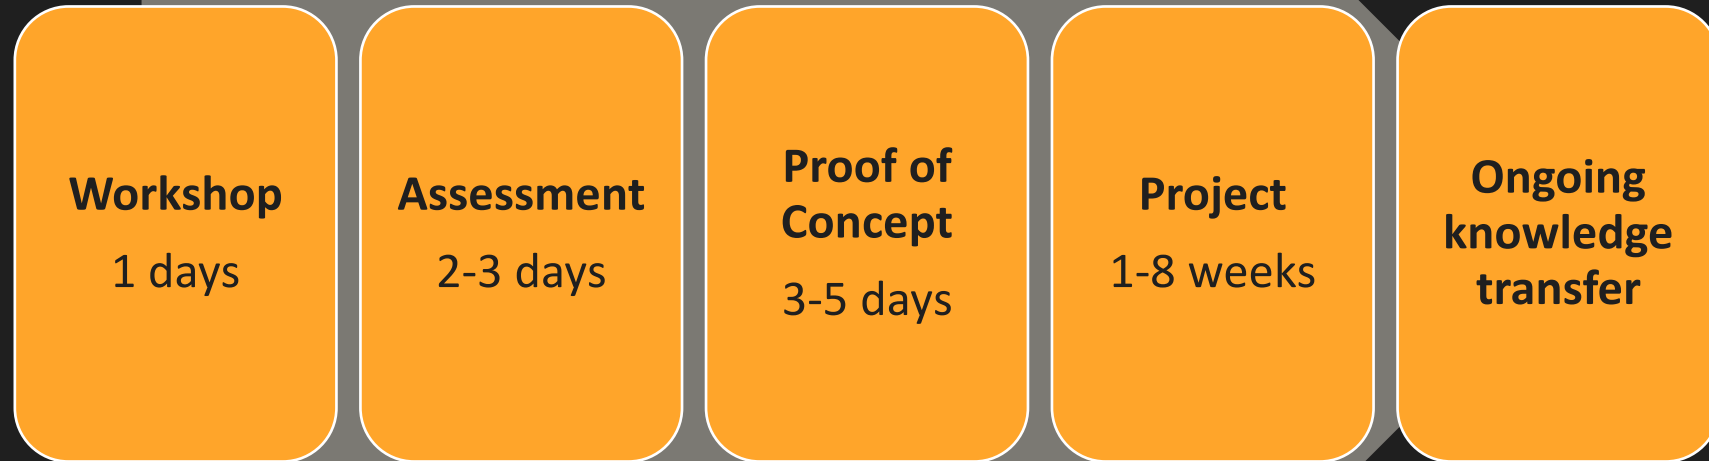 Workshop
1 days
Assessment
2-3 days
Proof of
Concept
3-5 days
Project
1-8 weeks
Ongoing
knowledge
transfer